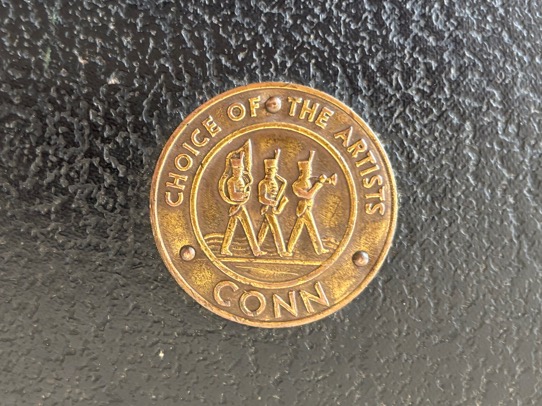 CHOICE OF THE ARTISTS
CONN